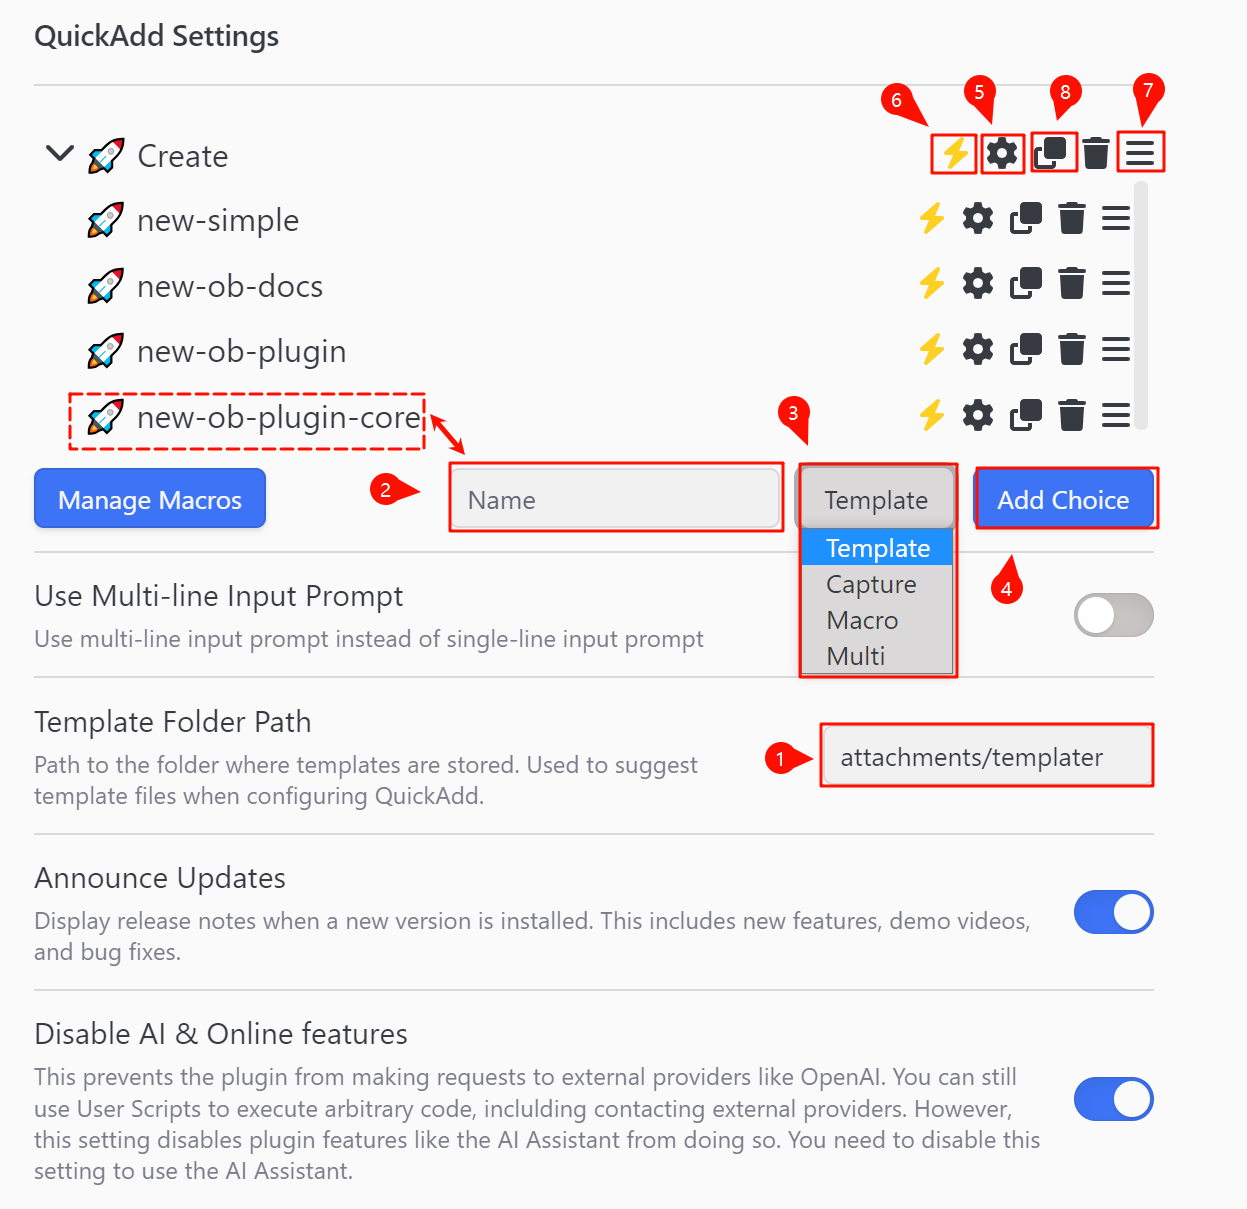 QuickAdd Settings
6
5
8
7
Create
new-simple
new-ob-docs
new-ob-plugin
new-ob-plugin-core
3
2
Manage Macros
Name
Template
Add Choice
Template
Capture
Macro
Multi
4
Use Multi-line Input Prompt
Use multi-line input prompt instead of single-line input prompt
Template Folder Path
Path to the folder where templates are stored. Used to suggest
template files when configuring QuickAdd.
1
attachments/templater
Announce Updates
Display release notes when a new version is installed. This includes new features, demo videos,
and bug fixes.
Disable AI & Online features
This prevents the plugin from making requests to external providers like OpenAI. You can still
use User Scripts to execute arbitrary code, inclulding contacting external providers. However,
this setting disables plugin features like the AI Assistant from doing so. You need to disable this
setting to use the AI Assistant.